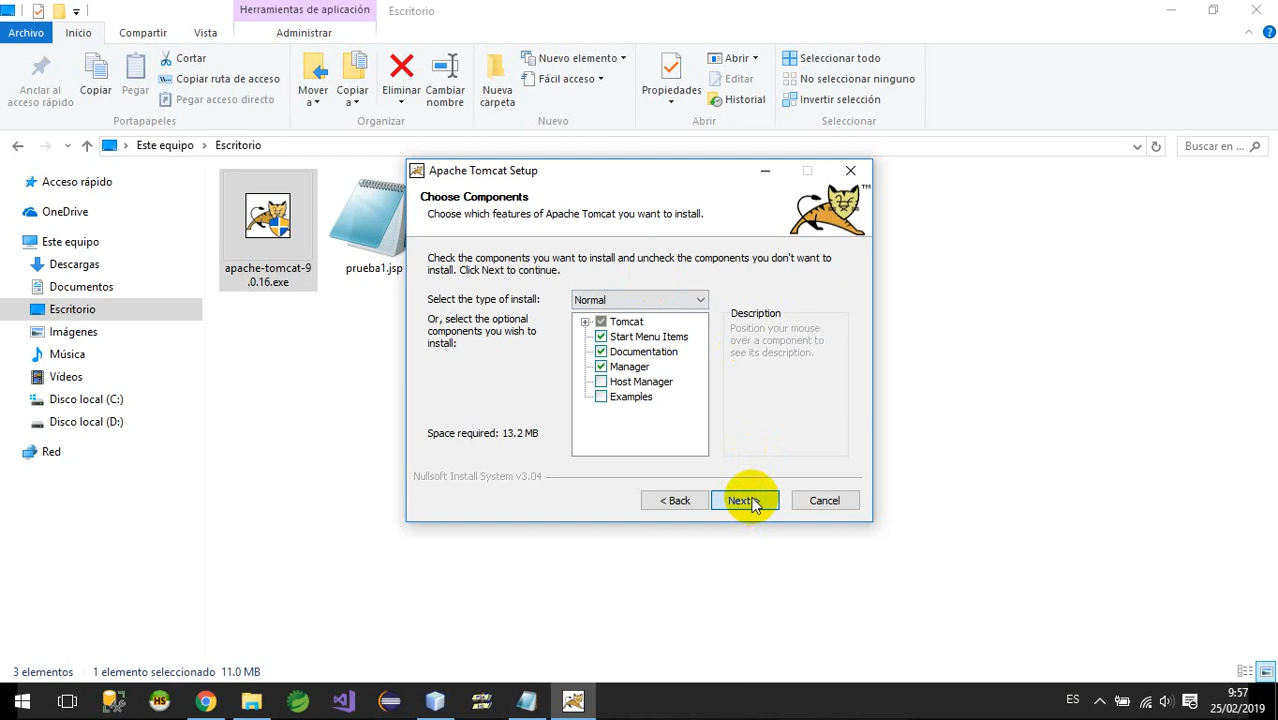 Herramientas de aplicación
Escritorio
Archivo
Inicio
Compartir
Vista
Administrar
Anclar al
acceso rápido
Copiar
Pegar
Cortar
Copiar ruta de acceso
Pegar acceso directo
Portapapeles
Mover
a
Copiar
a
Eliminar
Cambiar
nombre
Organizar
Nueva
carpeta
Nuevo elemento
Fácil acceso
Nuevo
Propiedades
Abrir
Editar
Historial
Abrir
Seleccionar todo
No seleccionar ninguno
Invertir selección
Seleccionar
Este equipo > Escritorio
Buscar en ...
Acceso rápido
OneDrive
Este equipo
Descargas
Documentos
Escritorio
Imágenes
Música
Vídeos
Disco local (C:)
Disco local (D:)
Red
apache-tomcat-9
.0.16.exe
prueba1.jsp
Apache Tomcat Setup
Choose Components
Choose which features of Apache Tomcat you want to install.
TM
Check the components you want to install and uncheck the components you don't want to
install. Click Next to continue.
Select the type of install:
Normal
Or, select the optional
components you wish to
install:
Tomcat
Start Menu Items
Documentation
Manager
Host Manager
Examples
Description
Position your mouse
over a component to
see its description.
Space required: 13.2 MB
Nullsoft Install System v3.04
< Back
Next >
Cancel
3 elementos
1 elemento seleccionado 11.0 MB
HS
ES
9:57
25/02/2019